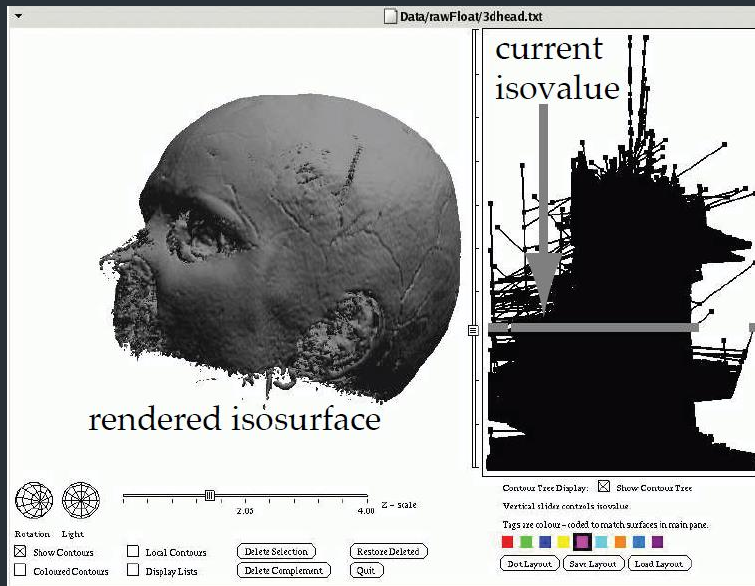 Data/rawFloat/3dhead.txt
current
isovalue
rendered isosurface
2.05
4.00
Z - scale
Rotation
Light
Show Contours
Local Contours
Delete Selection
Restore Deleted
Coloured Contours
Display Lists
Delete Complement
Quit
Contour Tree Display:
Show Contour Tree
Vertical slider controls isovalue
Tags are colour - coded to match surfaces in main pane.
Dot Layout
Save Layout
Load Layout